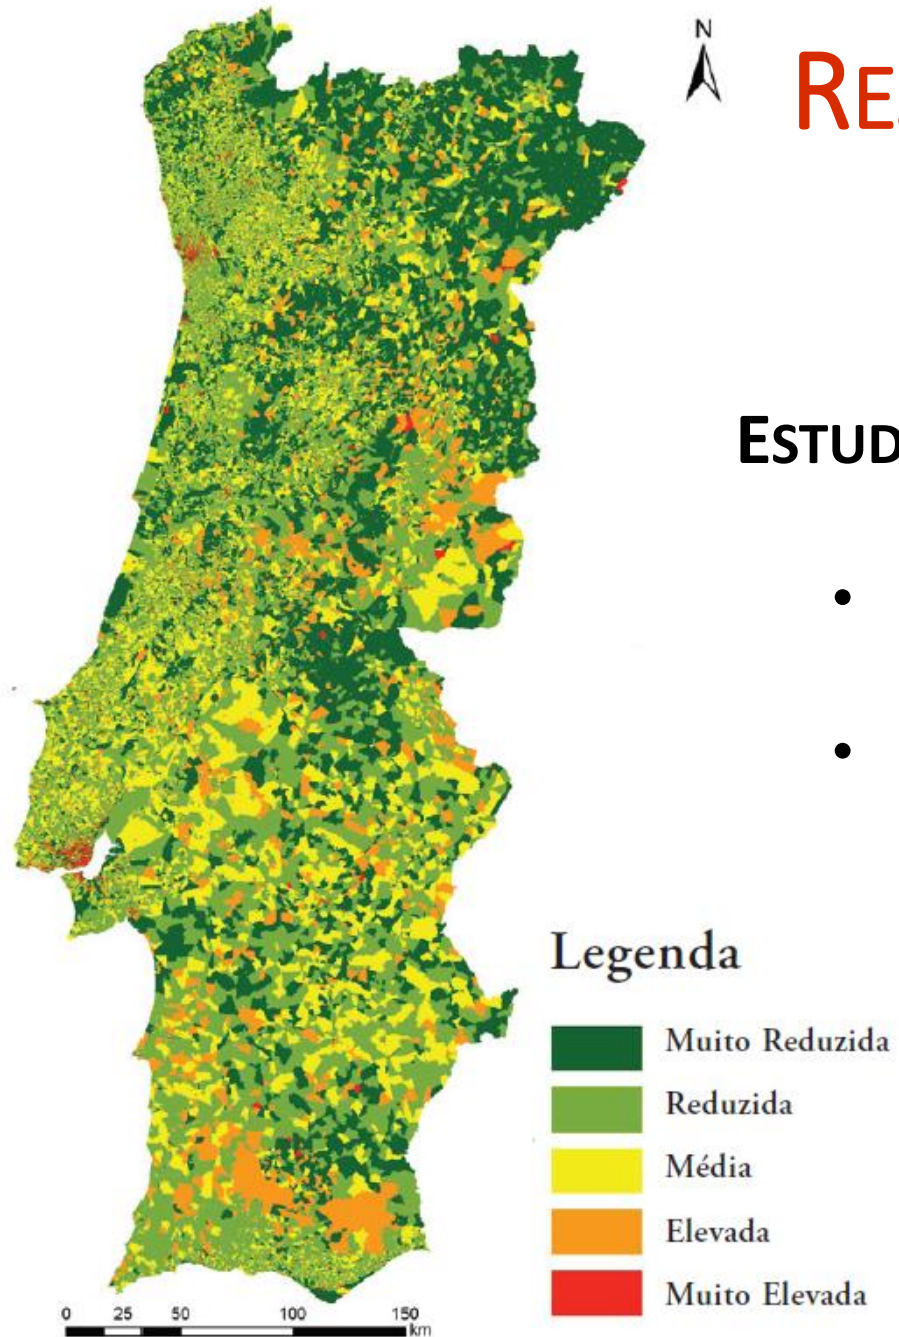 N
RE
ESTUD
Legenda
Muito Reduzida
Reduzida
Média
Elevada
Muito Elevada
0 25 50 100 150
km